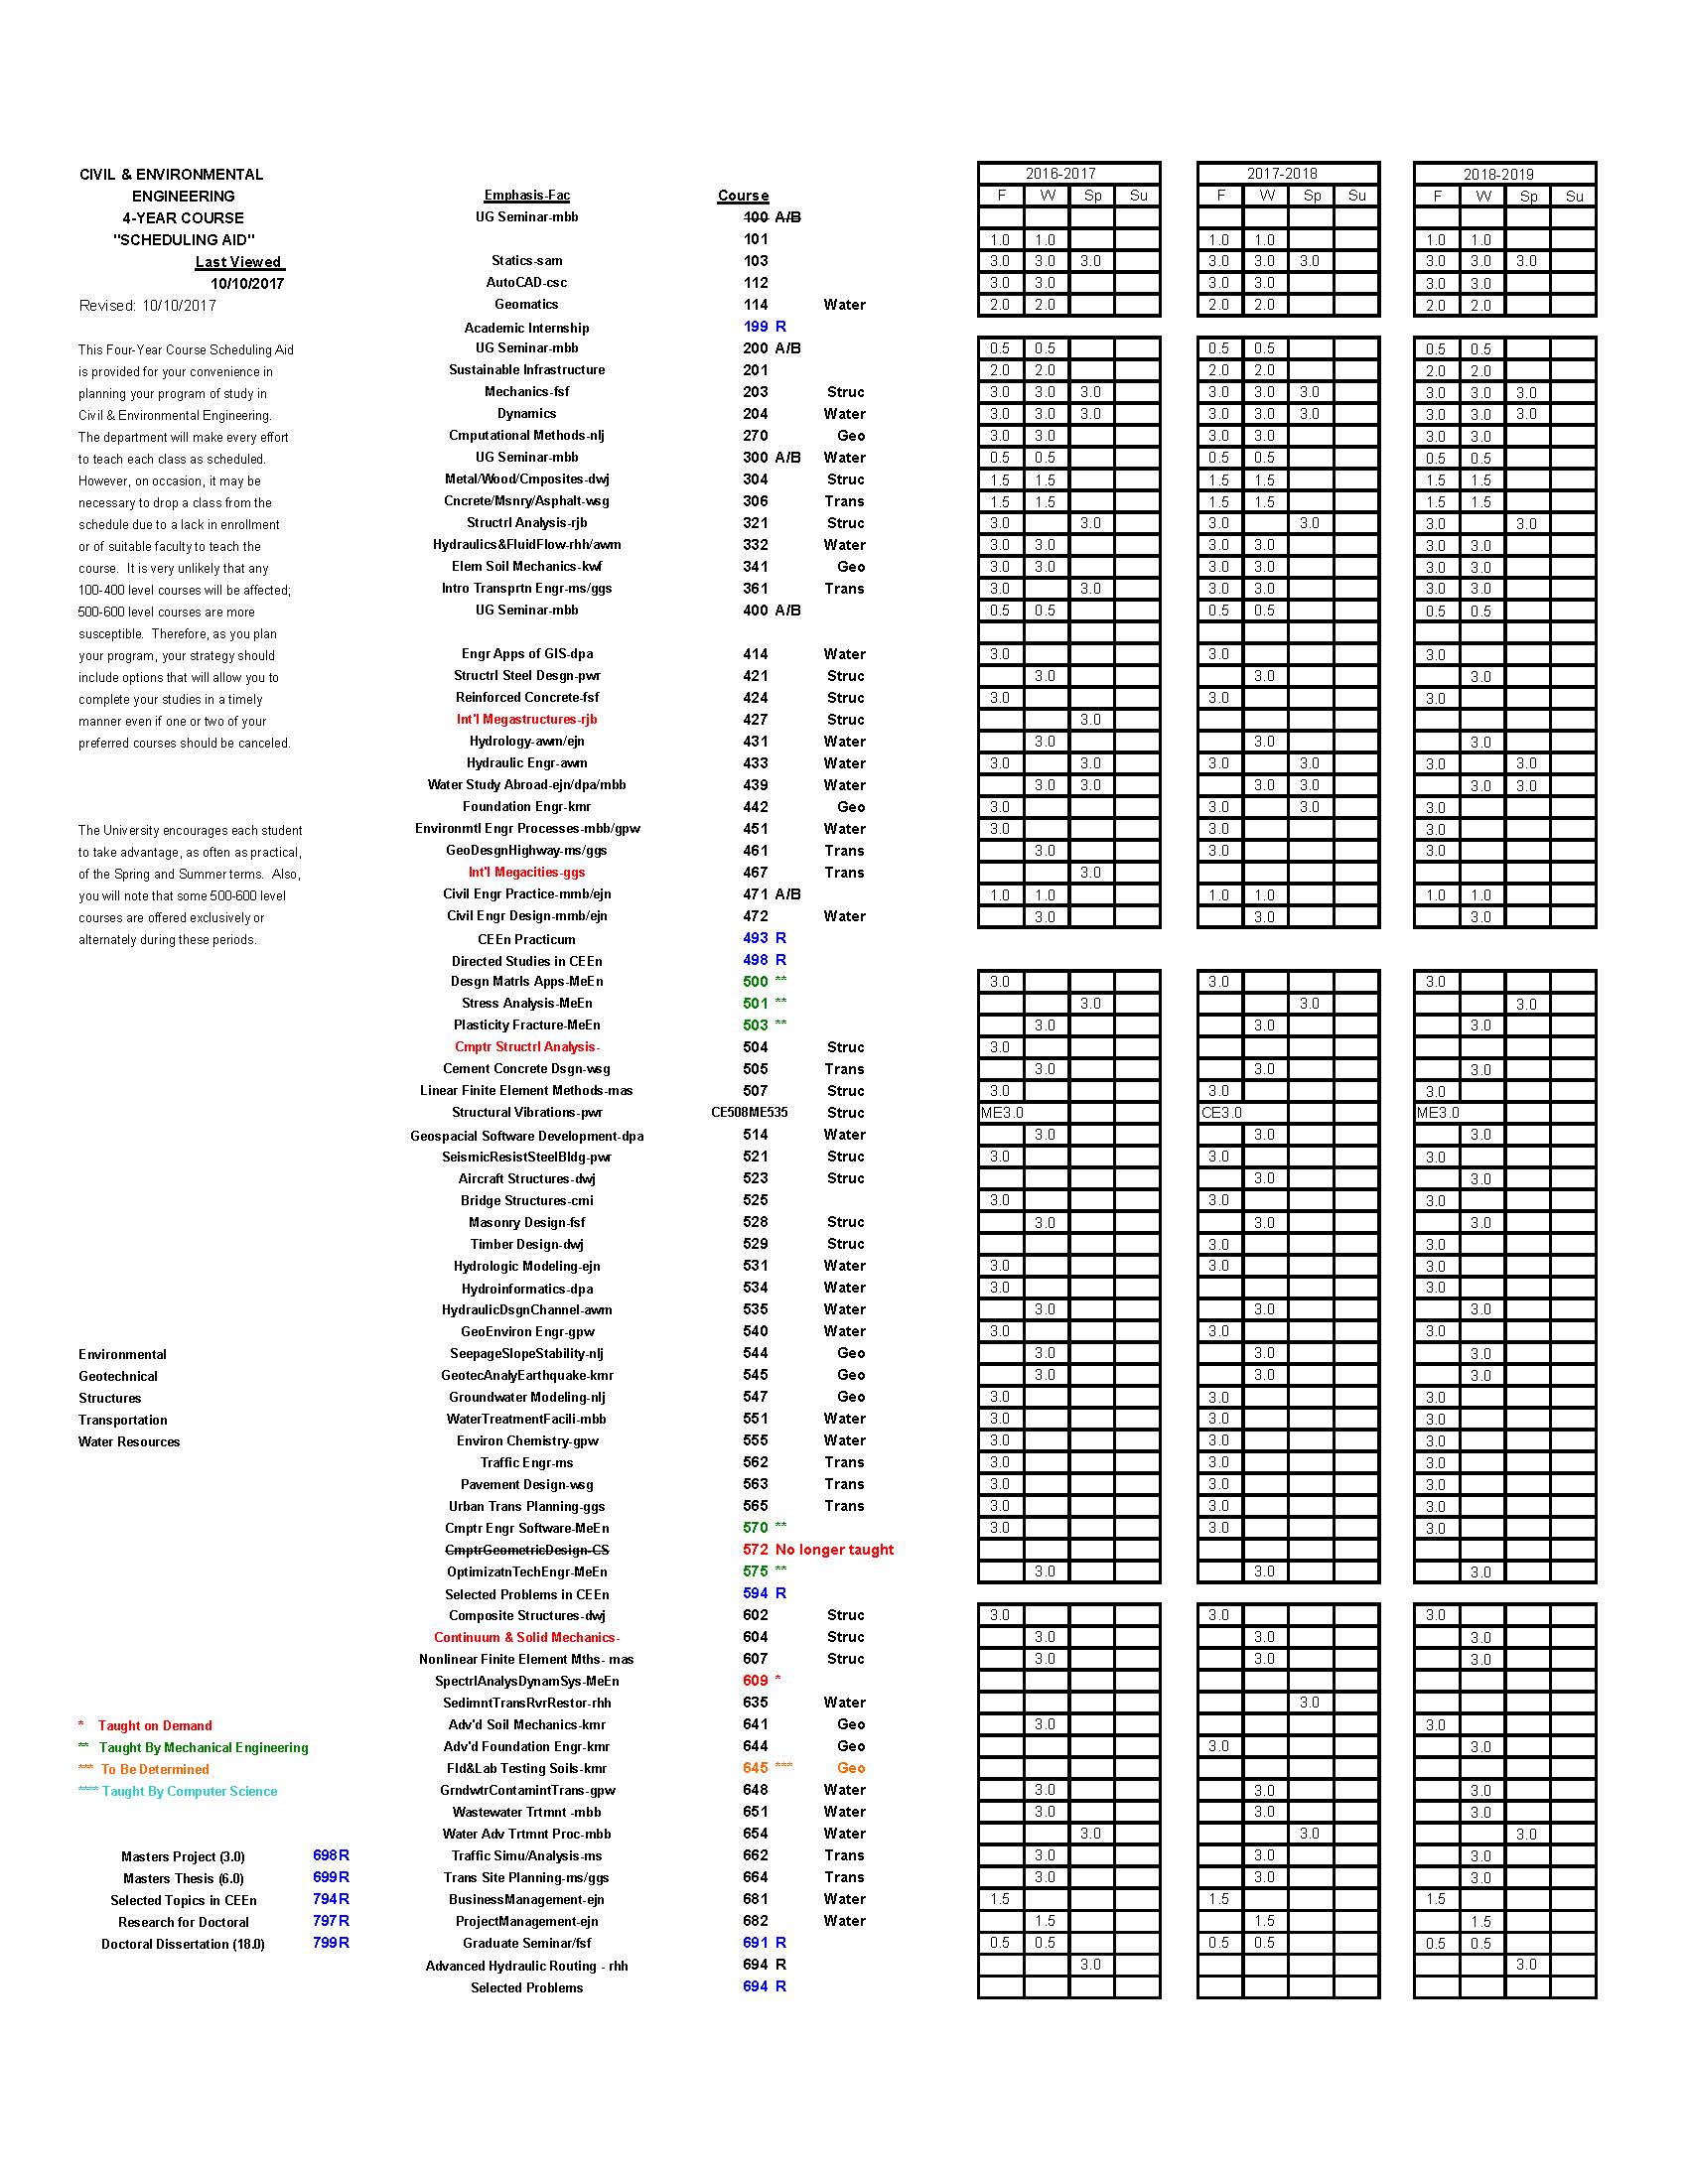 CIVIL & ENVIRONMENTAL 2016-2017 2017-2018 2018-2019
ENGINEERING Emphasis-Fac Course F W Sp Su F W Sp Su F W Sp Su
4-YEAR COURSE UG Seminar-mbb 100 A/B
"SCHEDULING AID" 101 1.0 1.0 1.0 1.0 1.0 1.0
Last Viewed Statics-sam 103 3.0 3.0 3.0 3.0 3.0 3.0 3.0 3.0 3.0
10/10/2017 AutoCAD-csc 112 3.0 3.0 3.0 3.0 3.0 3.0
Revised: 10/10/2017 Geomatics 114 Water 2.0 2.0 2.0 2.0 2.0 2.0
Academic Internship 199 R
This Four-Year Course Scheduling Aid UG Seminar-mbb 200 A/B 0.5 0.5 0.5 0.5 0.5 0.5
is provided for your convenience in Sustainable Infrastructure 201 2.0 2.0 2.0 2.0 2.0 2.0
planning your program of study in Mechanics-fsf 203 Struc 3.0 3.0 3.0 3.0 3.0 3.0 3.0 3.0 3.0
Civil & Environmental Engineering. Dynamics 204 Water 3.0 3.0 3.0 3.0 3.0 3.0 3.0 3.0 3.0
The department will make every effort Cmputational Methods-nlj 270 Geo 3.0 3.0 3.0 3.0 3.0 3.0
to teach each class as scheduled. UG Seminar-mbb 300 A/B Water 0.5 0.5 0.5 0.5 0.5 0.5
However, on occasion, it may be Metal/Wood/Cmposites-dwj 304 Struc 1.5 1.5 1.5 1.5 1.5 1.5
necessary to drop a class from the Cncrete/Msnry/Asphalt-wsg 306 Trans 1.5 1.5 1.5 1.5 1.5 1.5
schedule due to a lack in enrollment Structrl Analysis-rjb 321 Struc 3.0 3.0 3.0 3.0 3.0 3.0
or of suitable faculty to teach the Hydraulics&FluidFlow-rhh/awm 332 Water 3.0 3.0 3.0 3.0 3.0 3.0
course. It is very unlikely that any Elem Soil Mechanics-kwf 341 Geo 3.0 3.0 3.0 3.0 3.0 3.0
100-400 level courses will be affected; Intro Transprtn Engr-ms/ggs 361 Trans 3.0 3.0 3.0 3.0 3.0 3.0
500-600 level courses are more UG Seminar-mbb 400 A/B 0.5 0.5 0.5 0.5 0.5 0.5
susceptible. Therefore, as you plan
your program, your strategy should Engr Apps of GIS-dpa 414 Water 3.0 3.0 3.0
include options that will allow you to Structrl Steel Desgn-pwr 421 Struc 3.0 3.0 3.0
complete your studies in a timely Reinforced Concrete-fsf 424 Struc 3.0 3.0 3.0
manner even if one or two of your Int'l Megastructures-rjb 427 Struc 3.0
preferred courses should be canceled. Hydrology-awm/ejn 431 Water 3.0 3.0 3.0
Hydraulic Engr-awm 433 Water 3.0 3.0 3.0 3.0 3.0 3.0
Water Study Abroad-ejn/dpa/mbb 439 Water 3.0 3.0 3.0 3.0 3.0 3.0
Foundation Engr-kmr 442 Geo 3.0 3.0 3.0 3.0
The University encourages each student Environmtl Engr Processes-mbb/gpw 451 Water 3.0 3.0 3.0
to take advantage, as often as practical, GeoDesgnHighway-ms/ggs 461 Trans 3.0 3.0 3.0
of the Spring and Summer terms. Also, Int'l Megacities-ggs 467 Trans 3.0
you will note that some 500-600 level Civil Engr Practice-mmb/ejn 471 A/B 1.0 1.0 1.0 1.0 1.0 1.0
courses are offered exclusively or Civil Engr Design-mmb/ejn 472 Water 3.0 3.0 3.0
alternately during these periods. CEEn Practicum 493 R
Directed Studies in CEEn 498 R
Desgn Matrls Apps-MeEn 500 ** 3.0 3.0 3.0
Stress Analysis-MeEn 501 ** 3.0 3.0 3.0
Plasticity Fracture-MeEn 503 ** 3.0 3.0 3.0
Cmptr Structrl Analysis- 504 Struc 3.0
Cement Concrete Dsgn-wsg 505 Trans 3.0 3.0 3.0
Linear Finite Element Methods-mas 507 Struc 3.0 3.0 3.0
Structural Vibrations-pwr CE508ME535 Struc ME3.0 CE3.0 ME3.0
Geospacial Software Development-dpa 514 Water 3.0 3.0 3.0
SeismicResistSteelBldg-pwr 521 Struc 3.0 3.0 3.0
Aircraft Structures-dwj 523 Struc 3.0 3.0
Bridge Structures-cmi 525 3.0 3.0 3.0
Masonry Design-fsf 528 Struc 3.0 3.0 3.0
Timber Design-dwj 529 Struc 3.0 3.0
Hydrologic Modeling-ejn 531 Water 3.0 3.0 3.0
Hydroinformatics-dpa 534 Water 3.0 3.0
HydraulicDsgnChannel-awm 535 Water 3.0 3.0 3.0
GeoEnviron Engr-gpw 540 Water 3.0 3.0 3.0
Environmental SeepageSlopeStability-nlj 544 Geo 3.0 3.0 3.0
Geotechnical GeotecAnalyEarthquake-kmr 545 Geo 3.0 3.0 3.0
Structures Groundwater Modeling-nlj 547 Geo 3.0 3.0 3.0
Transportation WaterTreatmentFacili-mbb 551 Water 3.0 3.0 3.0
Water Resources Environ Chemistry-gpw 555 Water 3.0 3.0 3.0
Traffic Engr-ms 562 Trans 3.0 3.0 3.0
Pavement Design-wsg 563 Trans 3.0 3.0 3.0
Urban Trans Planning-ggs 565 Trans 3.0 3.0 3.0
Cmptr Engr Software-MeEn 570 ** 3.0 3.0 3.0
CmptrGeometricDesign-CS 572 No longer taught
OptimizatnTechEngr-MeEn 575 ** 3.0 3.0 3.0
Selected Problems in CEEn 594 R
Composite Structures-dwj 602 Struc 3.0 3.0 3.0
Continuum & Solid Mechanics- 604 Struc 3.0 3.0 3.0
Nonlinear Finite Element Mths- mas 607 Struc 3.0 3.0 3.0
SpectrlAnalysDynamSys-MeEn 609 *
SedimntTransRvrRestor-rhh 635 Water 3.0
* Taught on Demand Adv'd Soil Mechanics-kmr 641 Geo 3.0 3.0
** Taught By Mechanical Engineering Adv'd Foundation Engr-kmr 644 Geo 3.0 3.0
*** To Be Determined Fld&Lab Testing Soils-kmr 645 *** Geo
**** Taught By Computer Science GrndwtrContamintTrans-gpw 648 Water 3.0 3.0 3.0
Wastewater Trtmnt -mbb 651 Water 3.0 3.0 3.0
Water Adv Trtmnt Proc-mbb 654 Water 3.0 3.0 3.0
Masters Project (3.0) 698R Traffic Simu/Analysis-ms 662 Trans 3.0 3.0 3.0
Masters Thesis (6.0) 699R Trans Site Planning-ms/ggs 664 Trans 3.0 3.0 3.0
Selected Topics in CEEn 794R BusinessManagement-ejn 681 Water 1.5 1.5 1.5
Research for Doctoral 797R ProjectManagement-ejn 682 Water 1.5 1.5 1.5
Doctoral Dissertation (18.0) 799R Graduate Seminar/fsf 691 R 0.5 0.5 0.5 0.5 0.5 0.5
Advanced Hydraulic Routing - rhh 694 R 3.0 3.0
Selected Problems 694 R